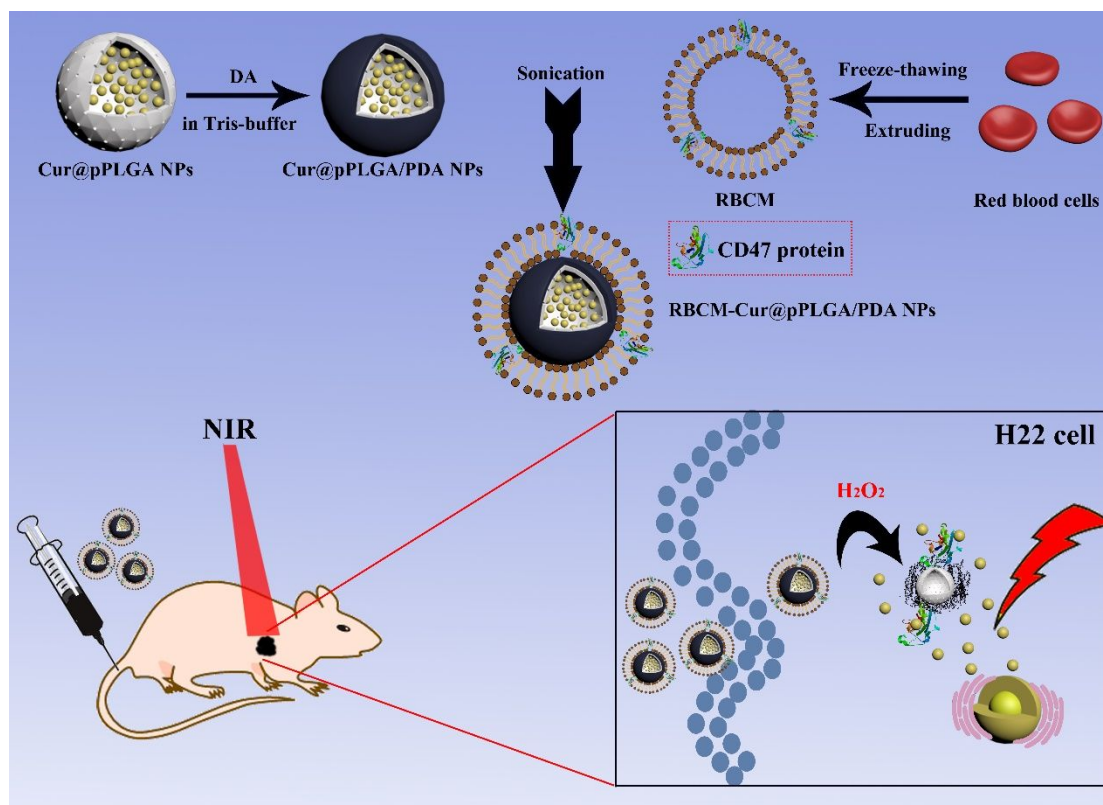 DA
in Tris-buffer
Cur@pPLGA NPs
Cur@pPLGA/PDA NPs
Sonication
RBCM
Freeze-thawing
Extruding
Red blood cells
CD47 protein
RBCM-Cur@pPLGA/PDA NPs
NIR
H22 cell
H₂O₂